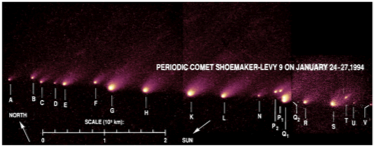 PERIODIC COMET SHOEMAKER-LEVY 9 ON JANUARY 24-27, 1994
A B C D E F G H K L N P₂ P₁ Q₂ Q₁ R S T U V
NORTH
SCALE (10⁵ km):
0 1 2
SUN